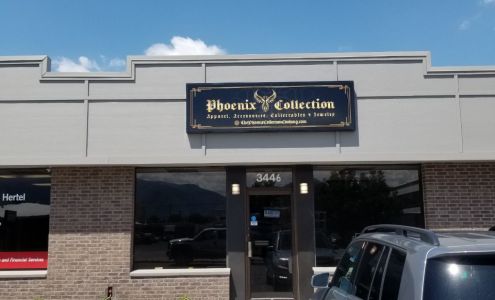 Phoenix Collection
Apparel, Accessories, Collectables & Jewelry
3446
Hertel
and Financial Services